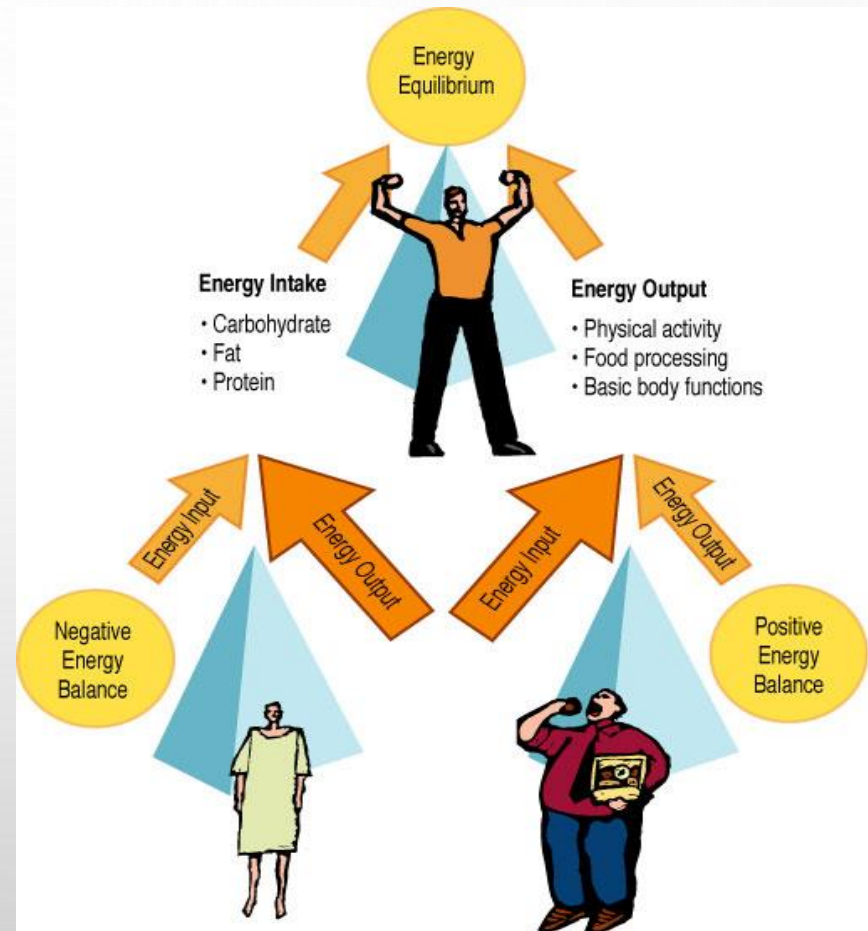 Energy
Equilibrium
Energy Intake
• Carbohydrate
• Fat
• Protein
Energy Output
• Physical activity
• Food processing
• Basic body functions
Energy Input
Energy Output
Energy Input
Energy Output
Negative
Energy
Balance
Positive
Energy
Balance